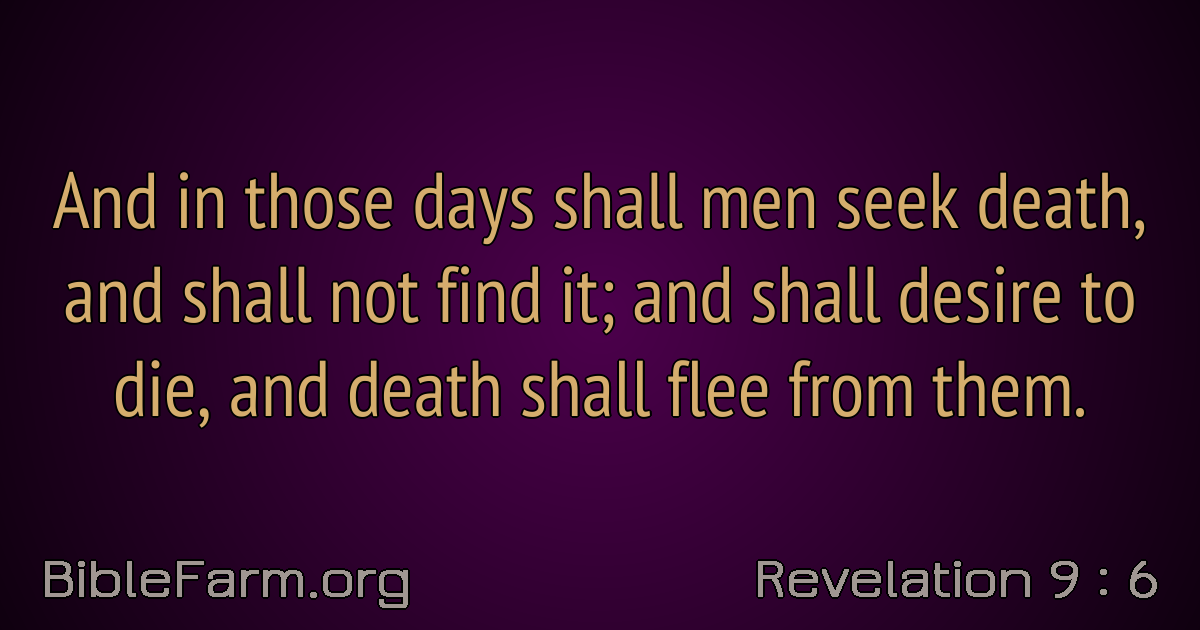 And in those days shall men seek death,
and shall not find it; and shall desire to
die, and death shall flee from them.
BibleFarm.org
Revelation 9 : 6